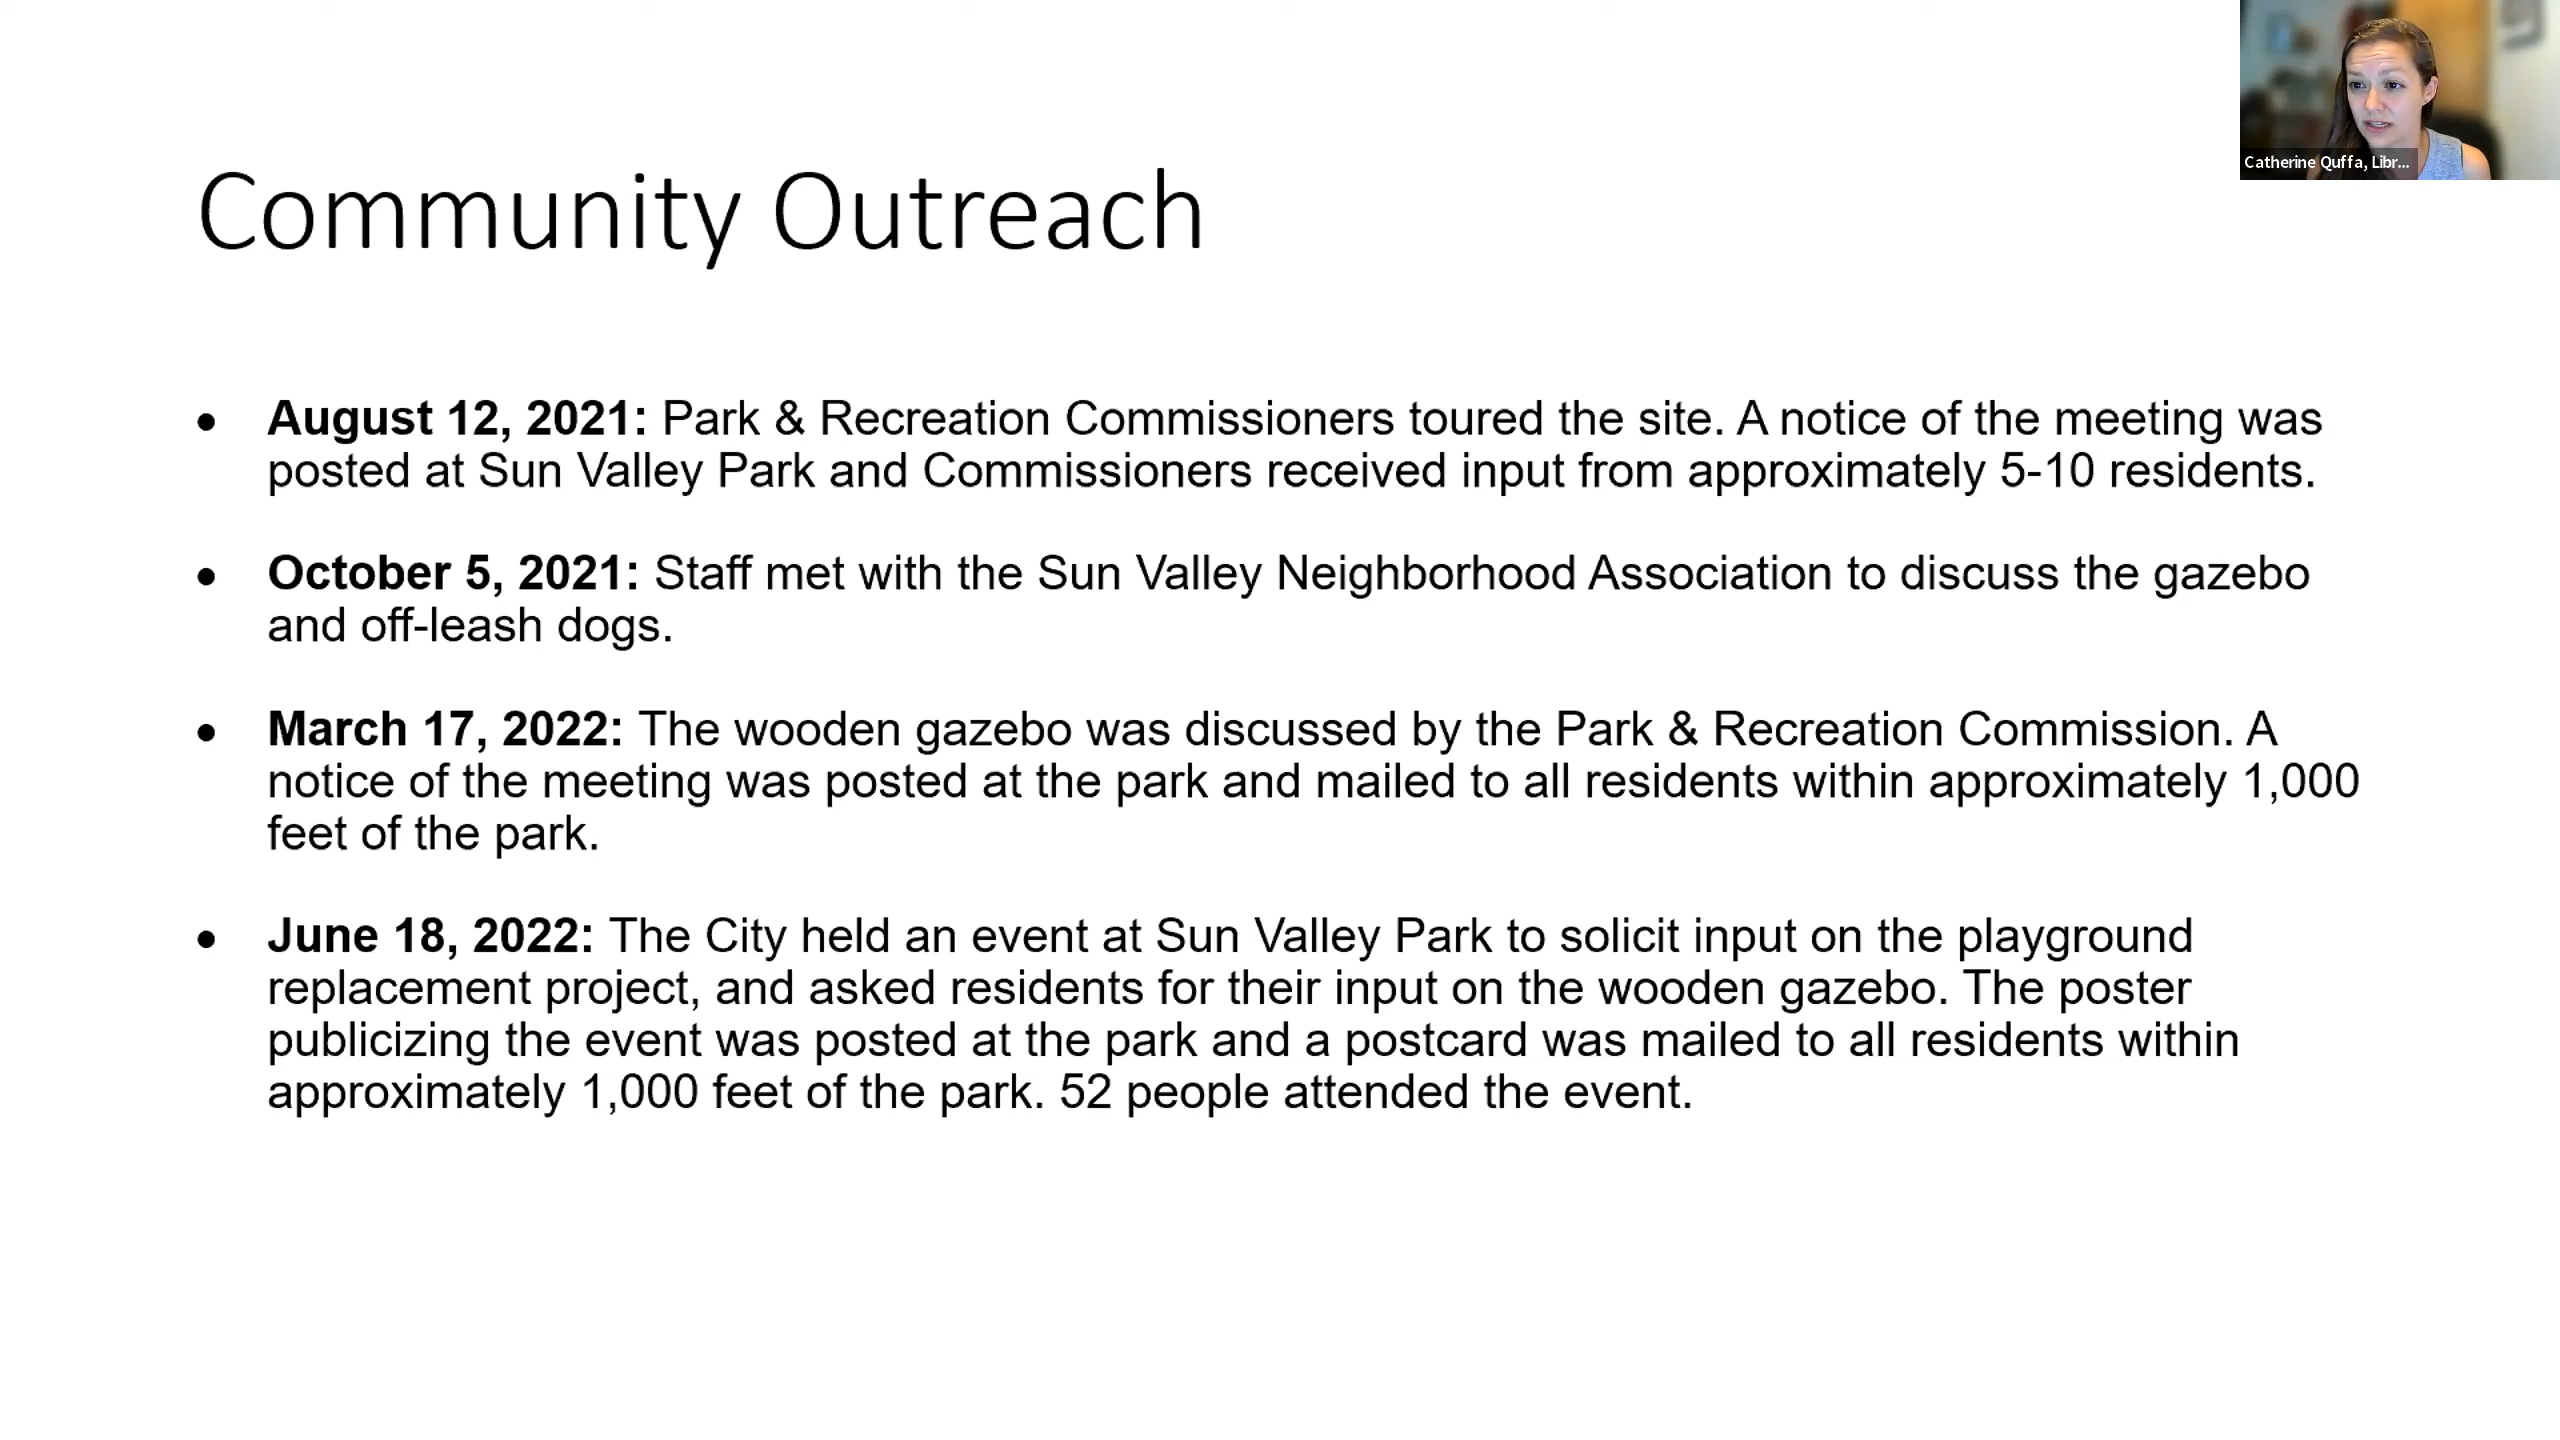 Catherine Quffa, Libr...
Community Outreach
• August 12, 2021: Park & Recreation Commissioners toured the site. A notice of the meeting was
posted at Sun Valley Park and Commissioners received input from approximately 5-10 residents.
• October 5, 2021: Staff met with the Sun Valley Neighborhood Association to discuss the gazebo
and off-leash dogs.
• March 17, 2022: The wooden gazebo was discussed by the Park & Recreation Commission. A
notice of the meeting was posted at the park and mailed to all residents within approximately 1,000
feet of the park.
• June 18, 2022: The City held an event at Sun Valley Park to solicit input on the playground
replacement project, and asked residents for their input on the wooden gazebo. The poster
publicizing the event was posted at the park and a postcard was mailed to all residents within
approximately 1,000 feet of the park. 52 people attended the event.